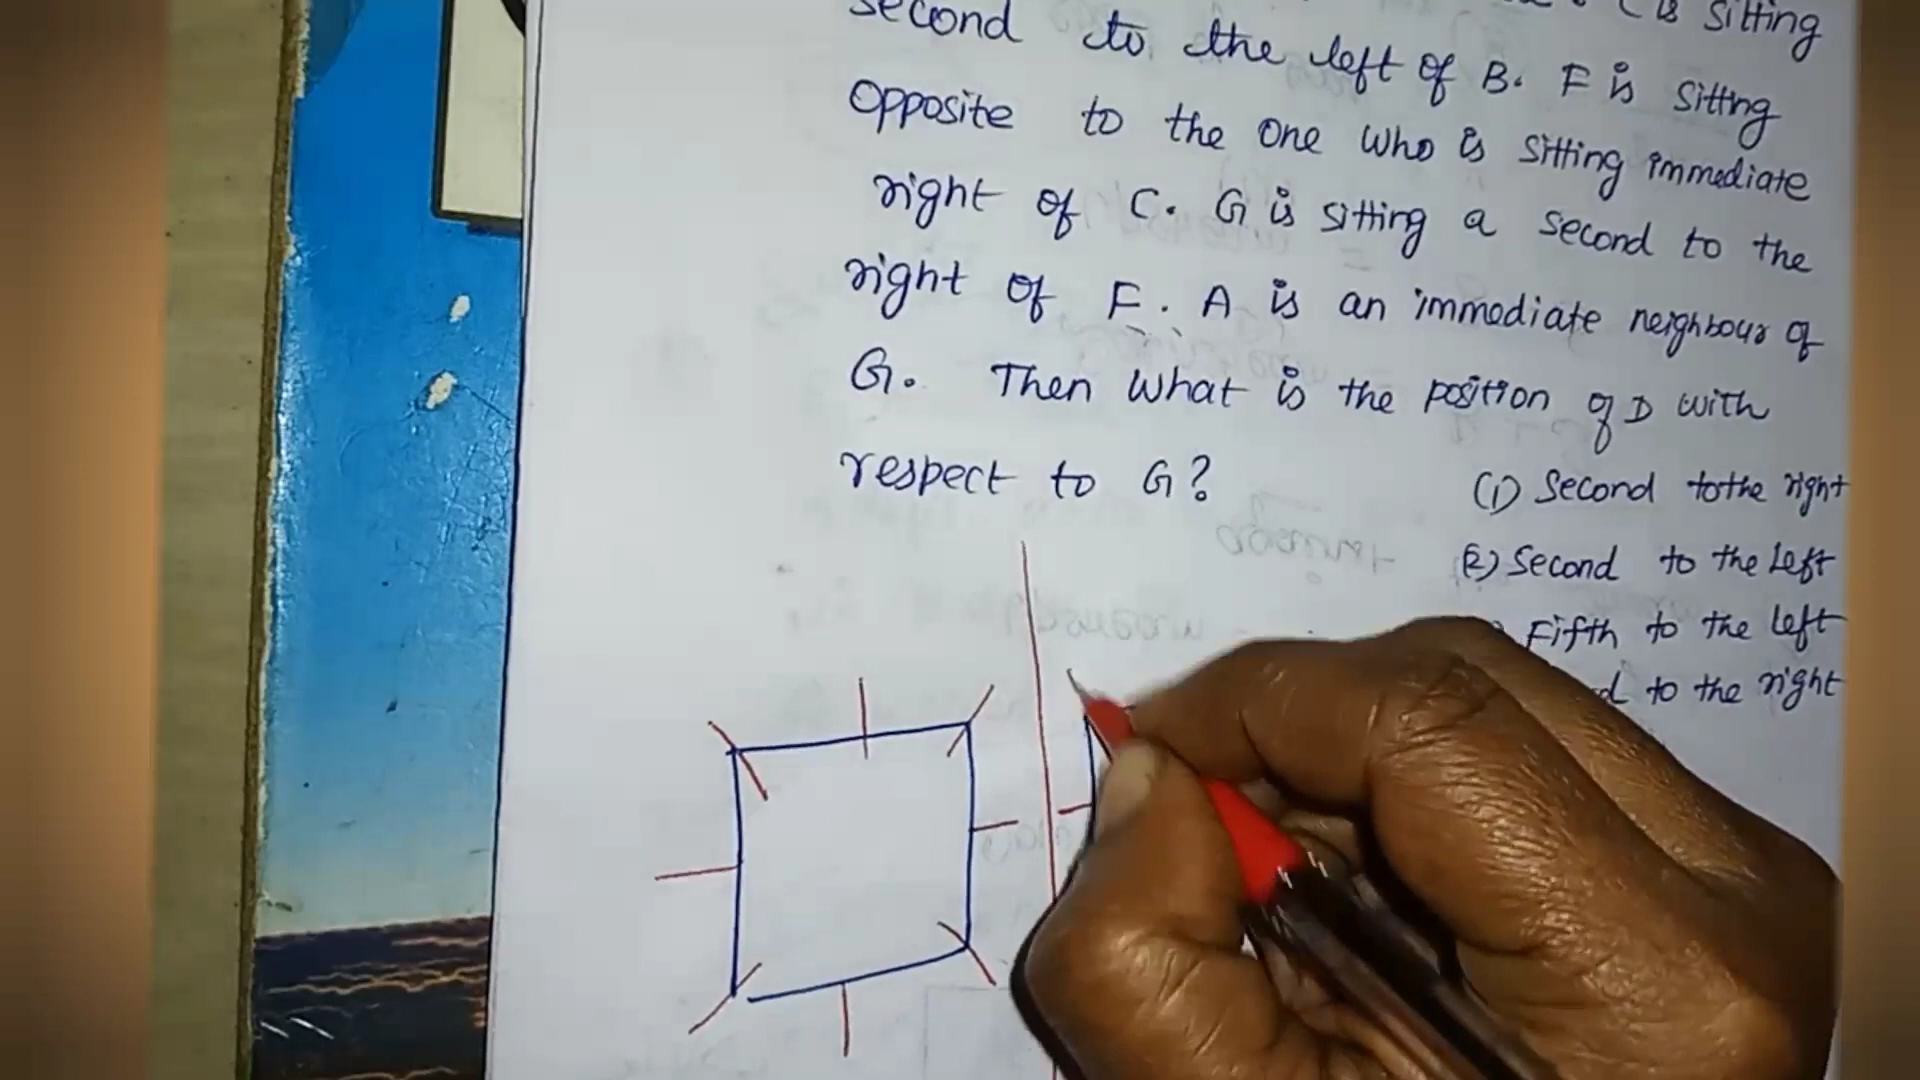 C is Sitting
second to the left of B. F is Sitting
Opposite to the One Who is Sitting immediate
right of C. G is sitting a second to the
right of F. A is an immediate neighbour of
G. Then What is the position of D with
respect to G?
(1) Second to the right
(2) Second to the Left
Fifth to the left
to the right